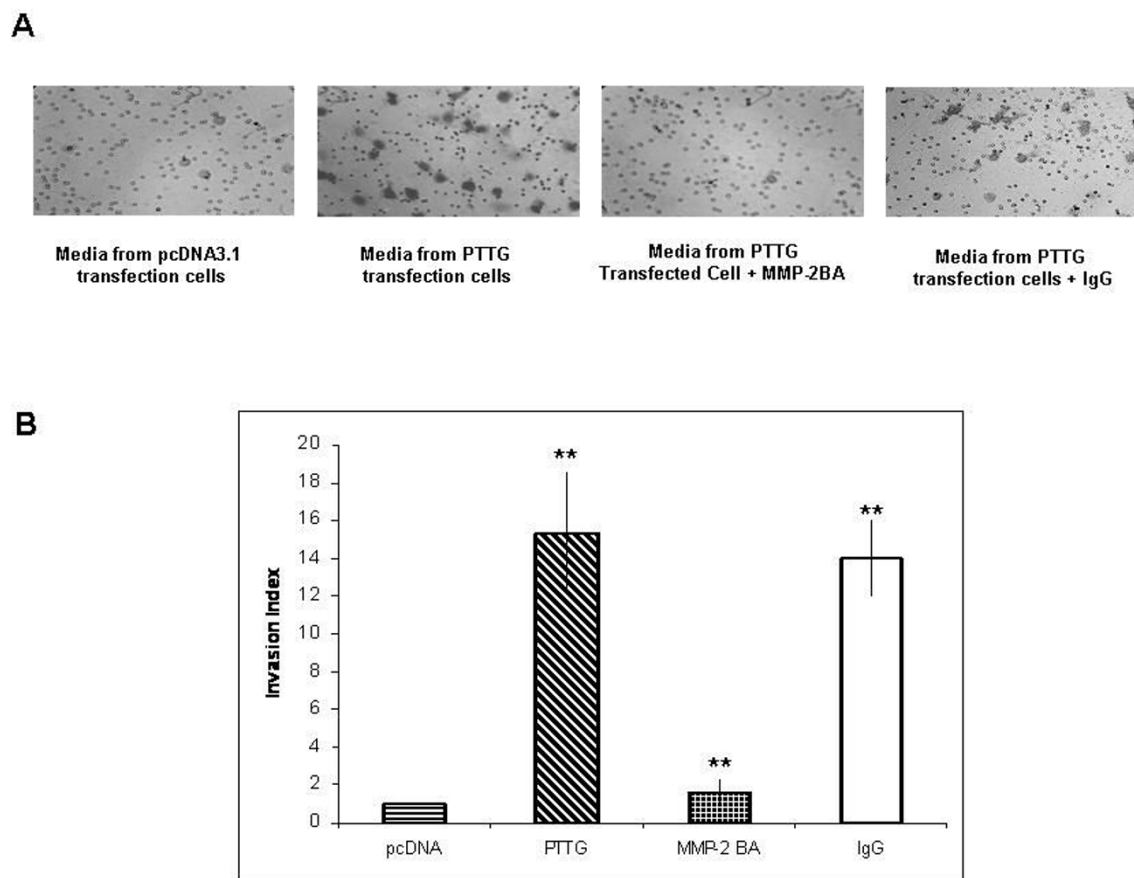 A
Media from pcDNA3.1
transfection cells
Media from PTTG
transfection cells
Media from PTTG
Transfected Cell + MMP-2BA
Media from PTTG
transfection cells + IgG
B
Invasion Index
20
18
16
14
12
10
8
6
4
2
0
**
**
**
pcDNA
PTTG
MMP-2 BA
IgG